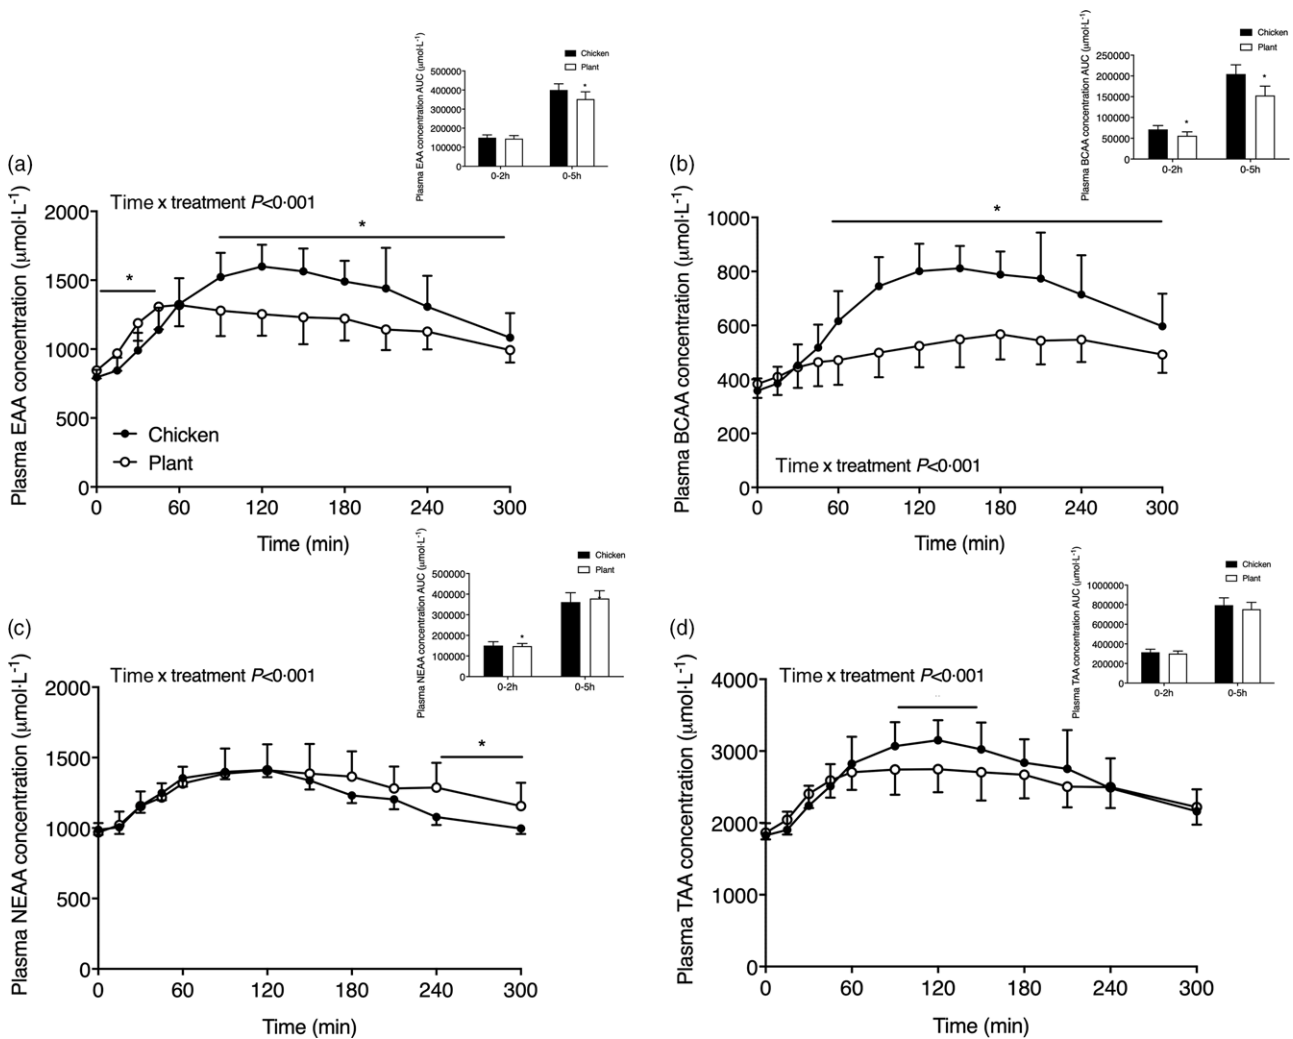 (a)
Plasma EAA concentration AUC (μmol·L⁻¹)
Chicken
Plant
500000
400000
300000
200000
100000
0
*
0-2h
0-5h
Plasma EAA concentration (μmol·L⁻¹)
Time x treatment P<0·001
2000
1500
1000
500
0
*
*
Chicken
Plant
0
60
120
180
240
300
Time (min)
(b)
Plasma BCAA concentration AUC (μmol·L⁻¹)
Chicken
Plant
250000
200000
150000
100000
50000
0
*
*
0-2h
0-5h
Plasma BCAA concentration (μmol·L⁻¹)
1000
800
600
400
200
0
*
Time x treatment P<0·001
0
60
120
180
240
300
Time (min)
(c)
Plasma NEAA concentration AUC (μmol·L⁻¹)
Chicken
Plant
500000
400000
300000
200000
100000
0
*
*
0-2h
0-5h
Plasma NEAA concentration (μmol·L⁻¹)
Time x treatment P<0·001
2000
1500
1000
500
0
*
0
60
120
180
240
300
Time (min)
(d)
Plasma TAA concentration AUC (μmol·L⁻¹)
Chicken
Plant
1000000
800000
600000
400000
200000
0
0-2h
0-5h
Plasma TAA concentration (μmol·L⁻¹)
Time x treatment P<0·001
4000
3000
2000
1000
0
0
60
120
180
240
300
Time (min)